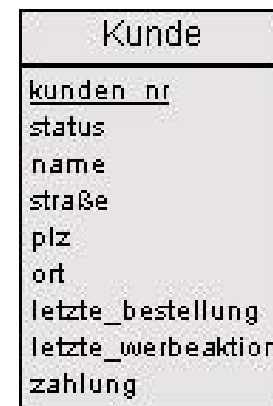 Kunde
kunden_nr
status
name
straße
plz
ort
letzte_bestellung
letzte_werbeaktion
zahlung